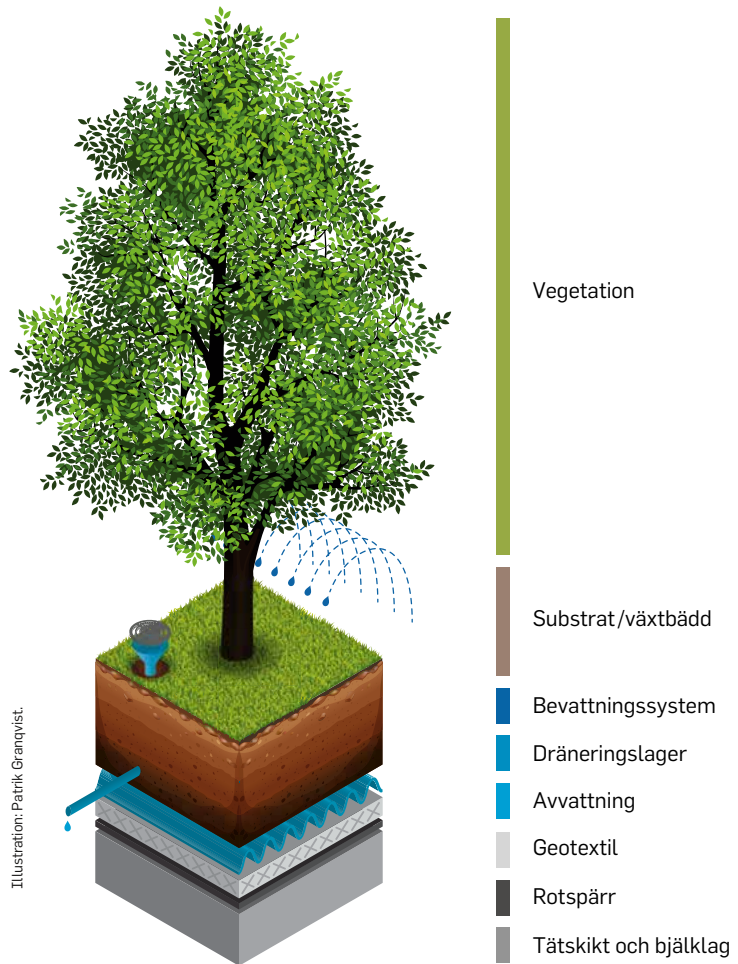 Vegetation
Substrat/växtbädd
Bevattningssystem
Dräneringslager
Avvattning
Geotextil
Rotspärr
Tätskikt och bjälklag
Illustration: Patrik Granqvist.